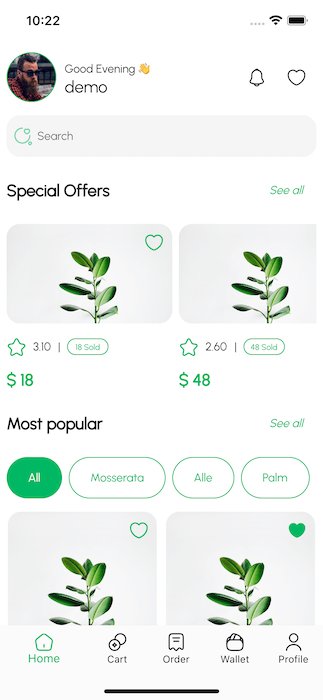 10:22
Good Evening 👋
demo
Search
Special Offers See all
3.10 | 18 Sold
2.60 | 48 Sold
$ 18
$ 48
Most popular See all
All Mosserata Alle Palm
Home Cart Order Wallet Profile